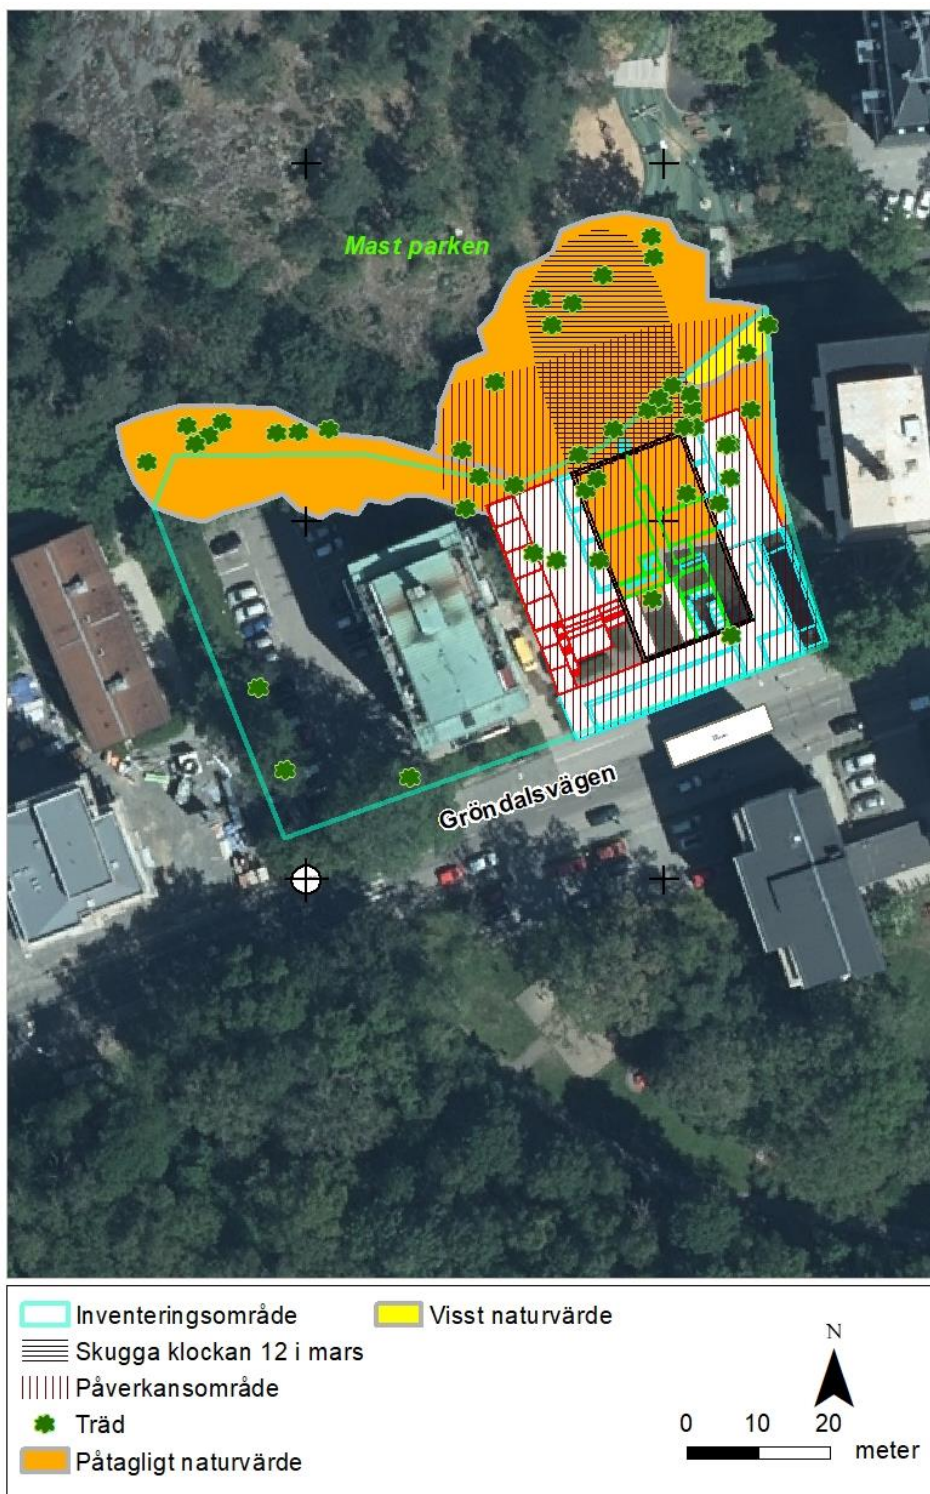 Mast parken
Gröndalsvägen
Inventeringsområde
Visst naturvärde
Skugga klockan 12 i mars
Påverkansområde
Träd
Påtagligt naturvärde
N
0 10 20
meter